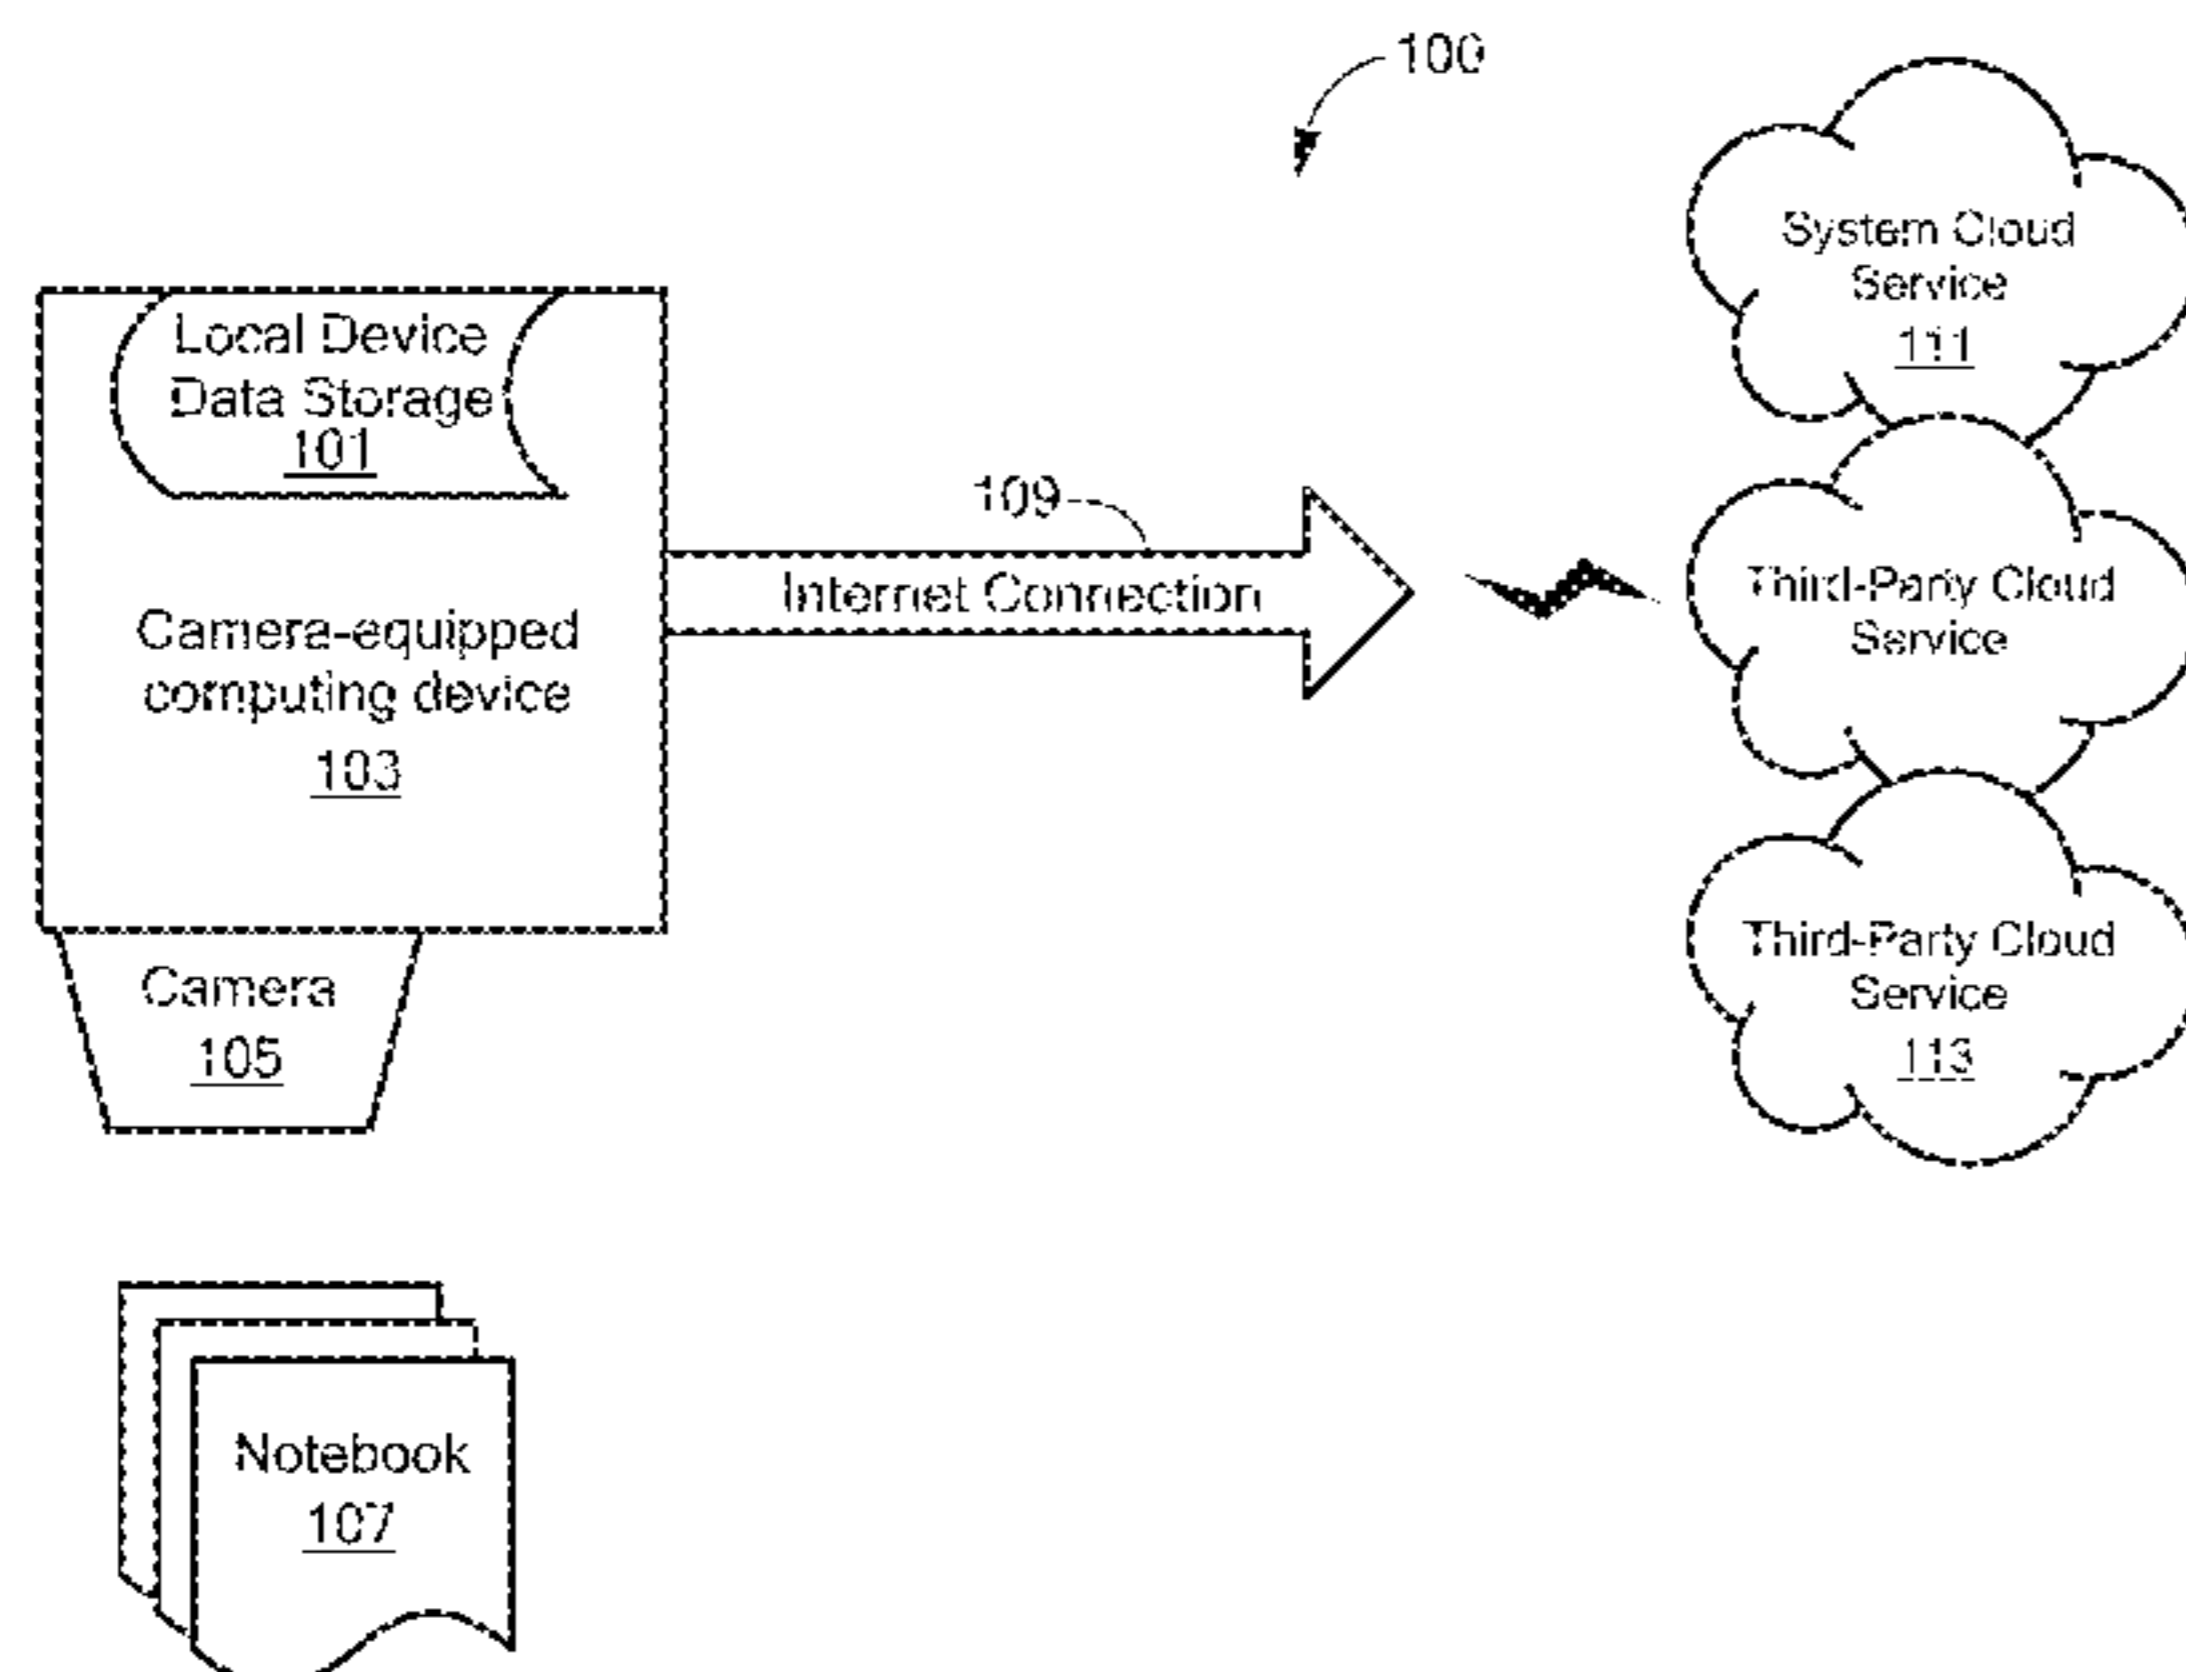 100
System Cloud
Service
111
Local Device
Data Storage
101
109
Internet Connection
Third-Party Cloud
Service
Camera-equipped
computing device
103
Third-Party Cloud
Service
113
Camera
105
Notebook
107